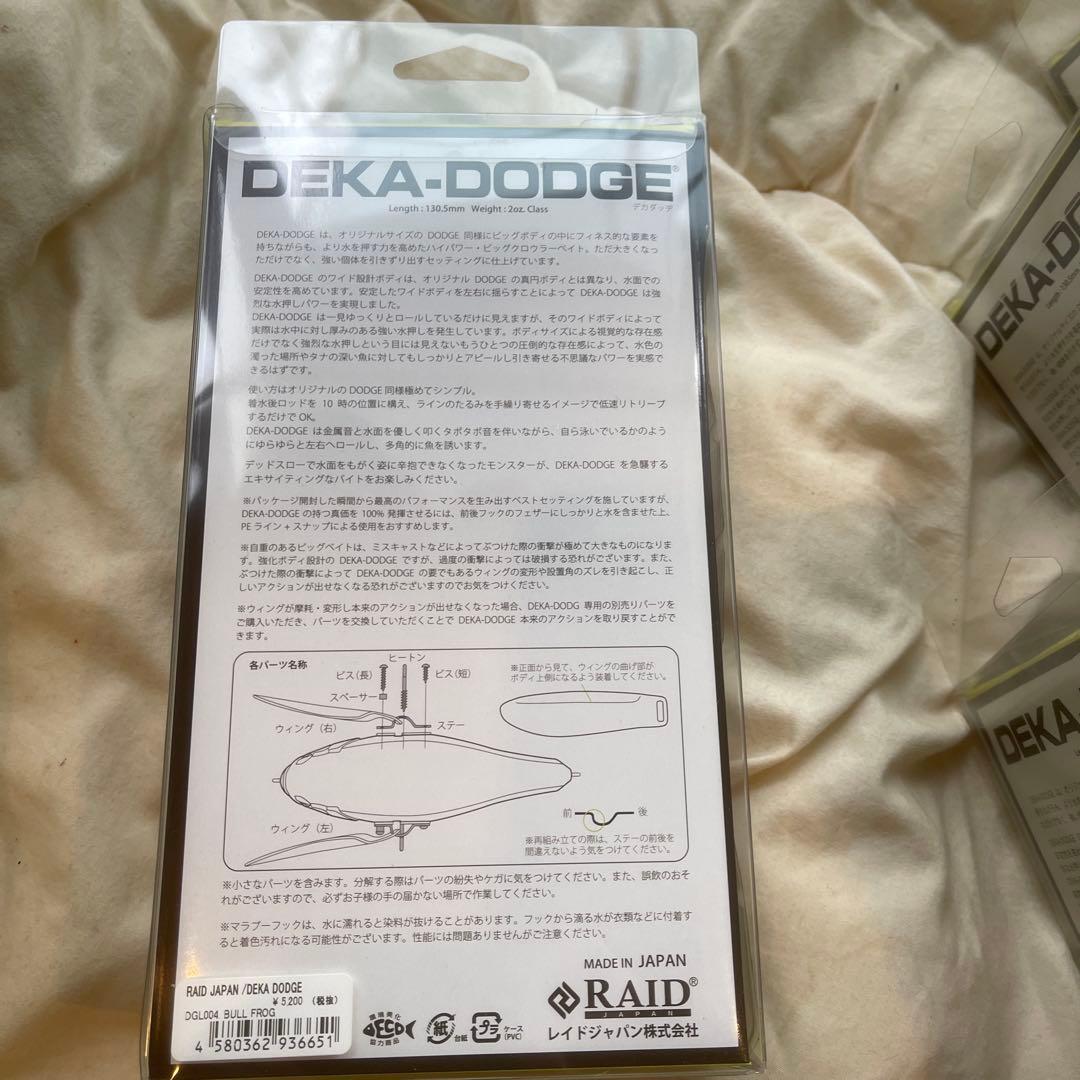 DEKA-DODGE®
Length : 130.5mm Weight : 2oz. Class
デカダッヂ
DEKA-DODGE は、オリジナルサイズの DODGE 同様にビッグボディの中にフィネス的な要素を
持ちながらも、より水を押す力を高めたハイパワー・ビッグクロウラーベイト。ただ大きくなっ
ただけでなく、強い個体を引きずり出すセッティングに仕上げています。
DEKA-DODGE のワイド設計ボディは、オリジナル DODGE の真円ボディとは異なり、水面での
安定性を高めています。安定したワイドボディを左右に揺らすことによって DEKA-DODGE は強
烈な水押しパワーを実現しました。
DEKA-DODGE は一見ゆっくりとロールしているだけに見えますが、そのワイドボディによって
実際は水中に対し厚みのある強い水押しを発生しています。ボディサイズによる視覚的な存在感
だけでなく強烈な水押しという目には見えないもうひとつの圧倒的な存在感によって、水色の
濁った場所やタナの深い魚に対してもしっかりとアピールし引き寄せる不思議なパワーを実感で
きるはずです。
使い方はオリジナルの DODGE 同様極めてシンプル。
着水後ロッドを 10 時の位置に構え、ラインのたるみを手繰り寄せるイメージで低速リトリーブ
するだけで OK。
DEKA-DODGE は金属音と水面を優しく叩くタポタポ音を伴いながら、自ら泳いでいるかのよう
にゆらゆらと左右へロールし、多角的に魚を誘います。
デッドスローで水面をもがく姿に辛抱できなくなったモンスターが、DEKA-DODGE を急襲する
エキサイティングなバイトをお楽しみください。
※パッケージ開封した瞬間から最高のパフォーマンスを生み出すベストセッティングを施していますが、
DEKA-DODGE の持つ真価を 100% 発揮させるには、前後フックのフェザーにしっかりと水を含ませた上、
PE ライン + スナップによる使用をおすすめします。
※自重のあるビッグベイトは、ミスキャストなどによってぶつけた際の衝撃が極めて大きなものになりま
す。強化ボディ設計の DEKA-DODGE ですが、過度の衝撃によっては破損する恐れがございます。また、
ぶつけた際の衝撃によって DEKA-DODGE の要でもあるウィングの変形や設置角のズレを引き起こし、正
しいアクションが出せなくなる恐れがございますのでお気をつけください。
※ウィングが摩耗・変形し本来のアクションが出せなくなった場合、DEKA-DODG 専用の別売りパーツを
ご購入いただき、パーツを交換していただくことで DEKA-DODGE 本来のアクションを取り戻すことがで
きます。
各パーツ名称
ヒートン
ビス(長)
ビス(短)
スペーサー
ウィング（右）
ステー
※正面から見て、ウィングの曲げ部が
ボディ上側になるよう装着してください。
ウィング（左）
前
後
※再組み立ての際は、ステーの前後を
間違えないよう気をつけてください。
※小さなパーツを含みます。分解する際はパーツの紛失やケガに気をつけてください。また、誤飲のおそ
れがございますので、必ずお子様の手の届かない場所で作業してください。
※マラブーフックは、水に濡れると染料が抜けることがあります。フックから滴る水が衣類などに付着す
ると着色汚れになる可能性がございます。性能には問題ありませんがご注意ください。
MADE IN JAPAN
RAID®
JAPAN
レイドジャパン株式会社
RAID JAPAN /DEKA DODGE
¥5,200 （税抜）
DGL004 BULL FROG
4 580362 936651
環境美化
ECO
協力商品
紙
台紙
プラ
ケース
(PVC)
DEKA-DO
DEKA